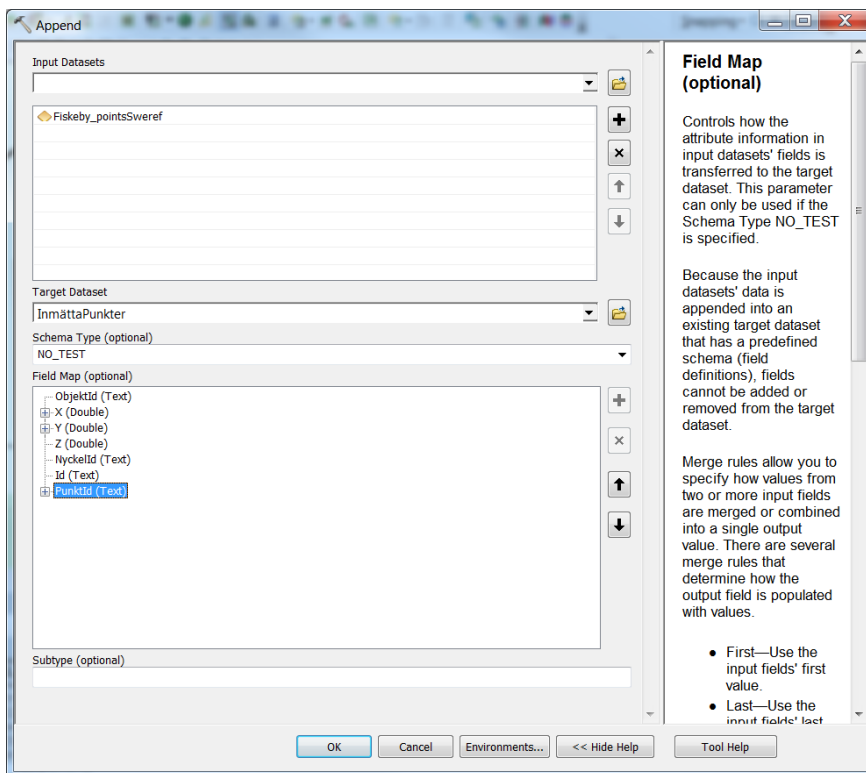 Append
Input Datasets
Fiskeby_pointsSweref
Target Dataset
InmättaPunkter
Schema Type (optional)
NO_TEST
Field Map (optional)
ObjektId (Text)
X (Double)
Y (Double)
Z (Double)
NyckelId (Text)
Id (Text)
PunktId (Text)
Subtype (optional)
OK
Cancel
Environments...
<< Hide Help
Tool Help
Field Map
(optional)
Controls how the
attribute information in
input datasets' fields is
transferred to the target
dataset. This parameter
can only be used if the
Schema Type NO_TEST
is specified.
Because the input
datasets' data is
appended into an
existing target dataset
that has a predefined
schema (field
definitions), fields
cannot be added or
removed from the target
dataset.
Merge rules allow you to
specify how values from
two or more input fields
are merged or combined
into a single output
value. There are several
merge rules that
determine how the
output field is populated
with values.
● First—Use the
input fields' first
value.
● Last—Use the
input fields' last